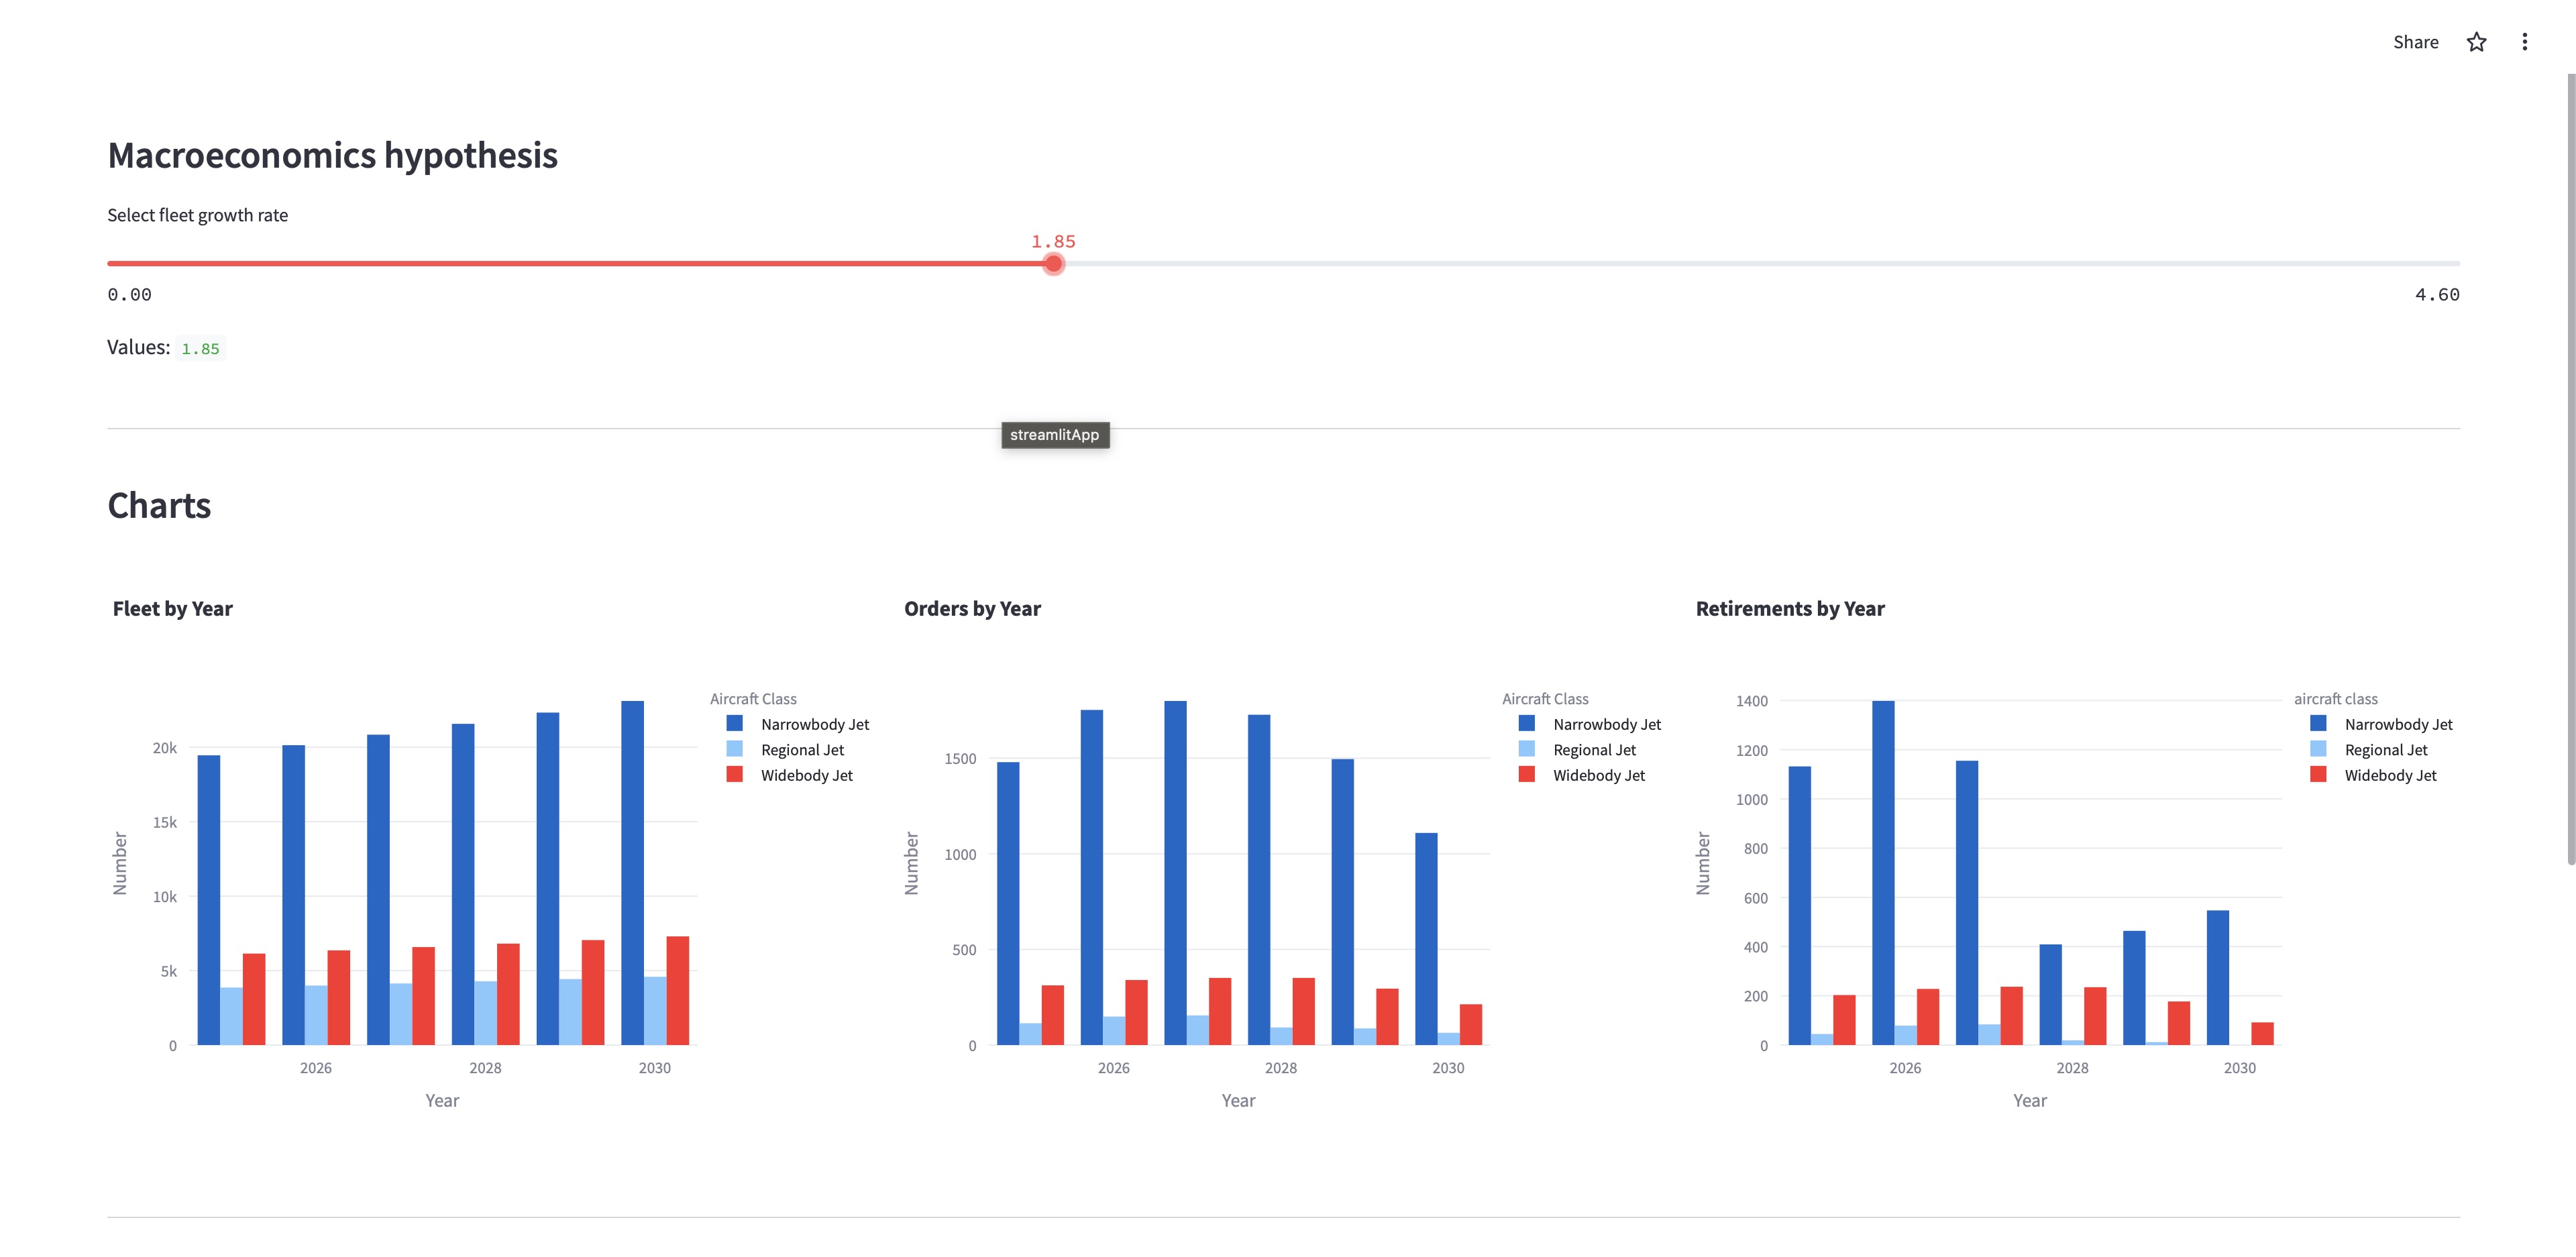 Share
Macroeconomics hypothesis
Select fleet growth rate
1.85
0.00 4.60
Values: 1.85
streamlitApp
Charts
Fleet by Year
Number
20k
15k
10k
5k
0
2026 2028 2030
Year
Aircraft Class
Narrowbody Jet
Regional Jet
Widebody Jet
Orders by Year
Number
1500
1000
500
0
2026 2028 2030
Year
Aircraft Class
Narrowbody Jet
Regional Jet
Widebody Jet
Retirements by Year
Number
1400
1200
1000
800
600
400
200
0
2026 2028 2030
Year
aircraft class
Narrowbody Jet
Regional Jet
Widebody Jet